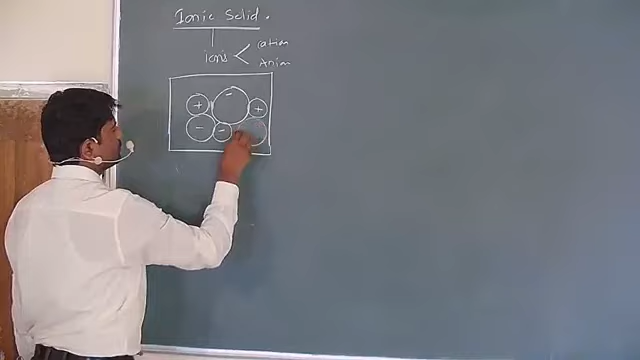 Ionic Solid.
ions < Cation
Anion
- 
+ +
- -